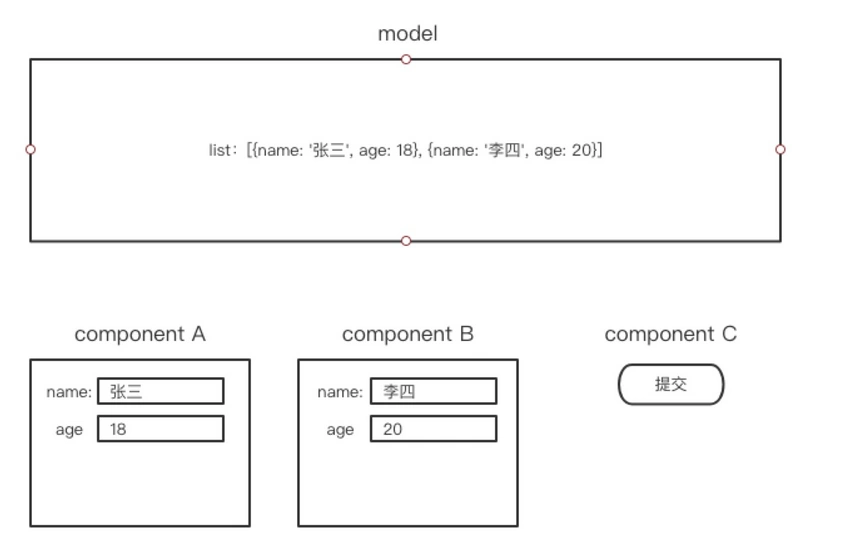 model
list：[{name: '张三', age: 18}, {name: '李四', age: 20}]
component A
component B
component C
name: 张三
age 18
name: 李四
age 20
提交